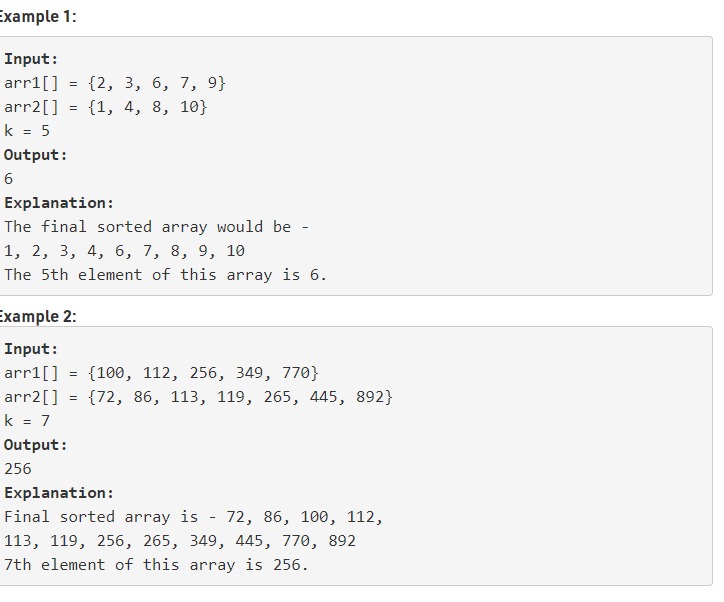 Example 1:
Input:
arr1[] = {2, 3, 6, 7, 9}
arr2[] = {1, 4, 8, 10}
k = 5
Output:
6
Explanation:
The final sorted array would be -
1, 2, 3, 4, 6, 7, 8, 9, 10
The 5th element of this array is 6.
Example 2:
Input:
arr1[] = {100, 112, 256, 349, 770}
arr2[] = {72, 86, 113, 119, 265, 445, 892}
k = 7
Output:
256
Explanation:
Final sorted array is - 72, 86, 100, 112,
113, 119, 256, 265, 349, 445, 770, 892
7th element of this array is 256.